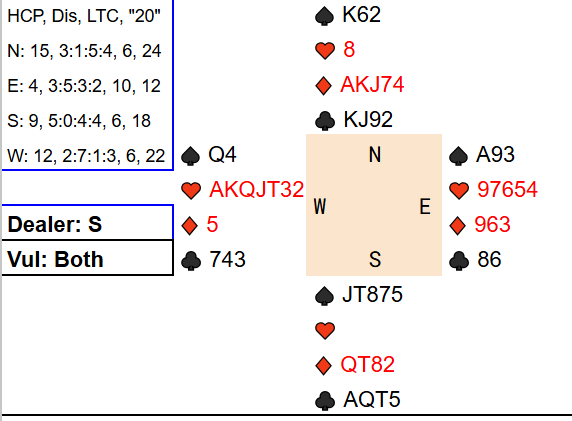 HCP, Dis, LTC, "20"
N: 15, 3:1:5:4, 6, 24
E: 4, 3:5:3:2, 10, 12
S: 9, 5:0:4:4, 6, 18
W: 12, 2:7:1:3, 6, 22
Dealer: S
Vul: Both
♠ K62
♥ 8
♦ AKJ74
♣ KJ92
♠ Q4
♥ AKQJT32
♦ 5
♣ 743
N
W E
S
♠ A93
♥ 97654
♦ 963
♣ 86
♠ JT875
♥
♦ QT82
♣ AQT5